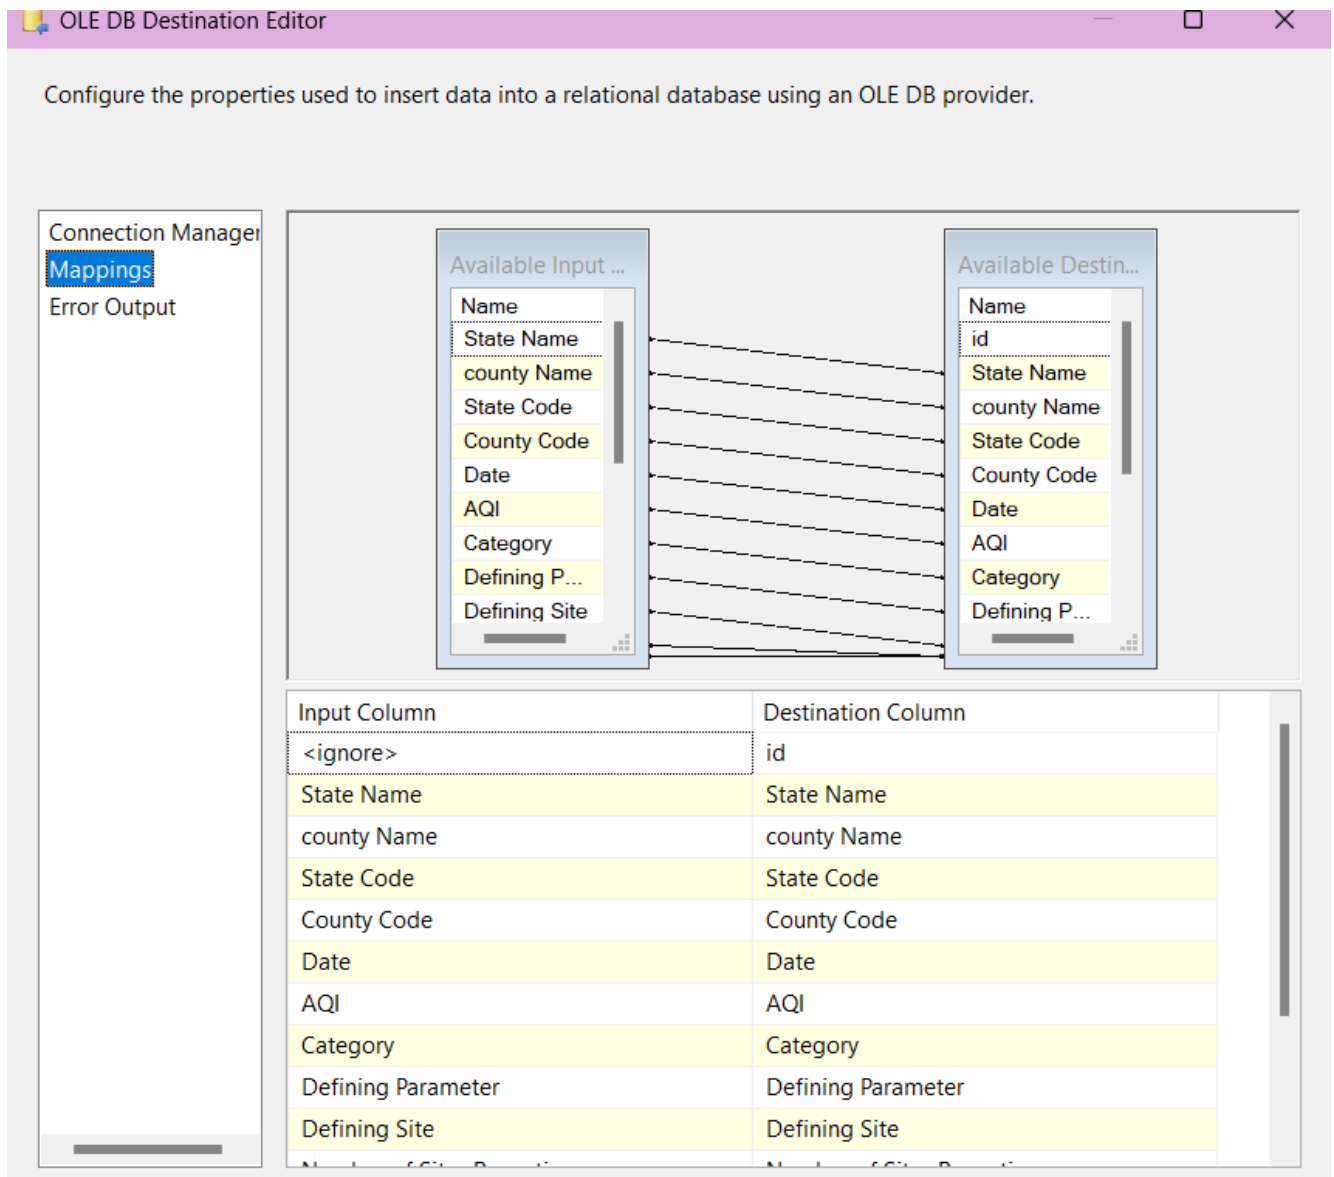 OLE DB Destination Editor
Configure the properties used to insert data into a relational database using an OLE DB provider.
Connection Manager
Mappings
Error Output
Available Input ...
Name
State Name
county Name
State Code
County Code
Date
AQI
Category
Defining P...
Defining Site
Available Destin...
Name
id
State Name
county Name
State Code
County Code
Date
AQI
Category
Defining P...
Input Column Destination Column
<ignore> id
State Name State Name
county Name county Name
State Code State Code
County Code County Code
Date Date
AQI AQI
Category Category
Defining Parameter Defining Parameter
Defining Site Defining Site